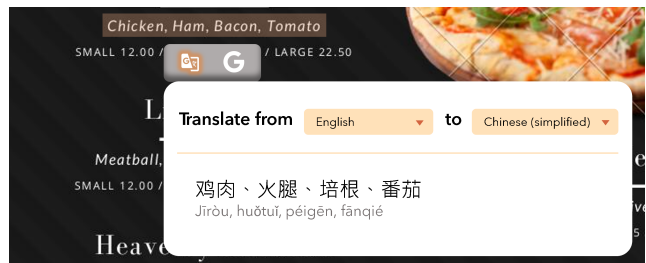 Chicken, Ham, Bacon, Tomato
SMALL 12.00 / / LARGE 22.50
G
Translate from English to Chinese (simplified)
Meatball,
SMALL 12.00 /
鸡肉、火腿、培根、番茄
Jīròu, huǒtuǐ, péigēn, fānqié